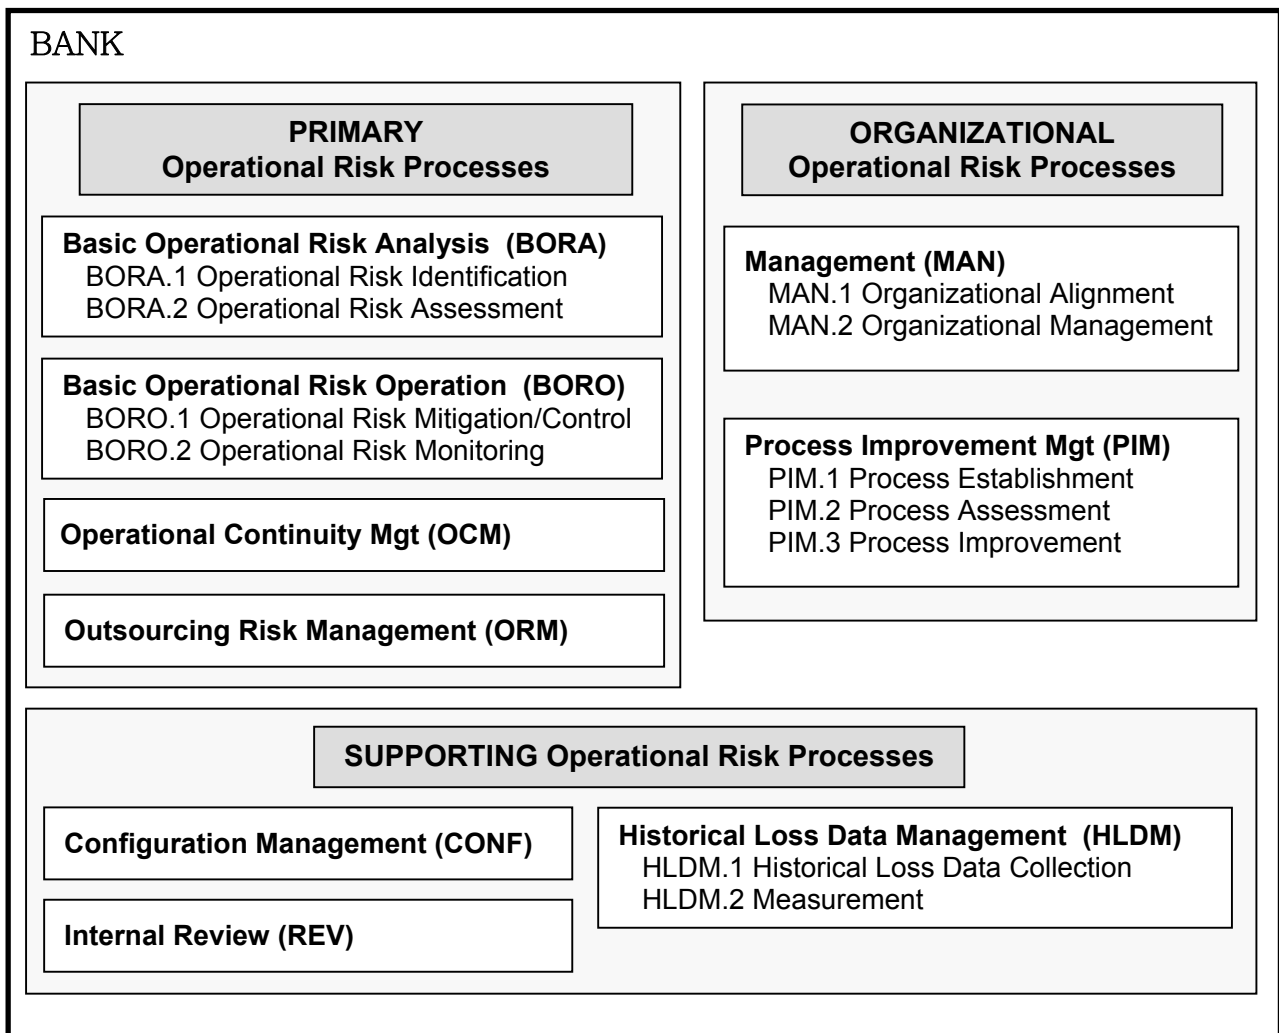 BANK
PRIMARY
Operational Risk Processes
Basic Operational Risk Analysis (BORA)
BORA.1 Operational Risk Identification
BORA.2 Operational Risk Assessment
Basic Operational Risk Operation (BORO)
BORO.1 Operational Risk Mitigation/Control
BORO.2 Operational Risk Monitoring
Operational Continuity Mgt (OCM)
Outsourcing Risk Management (ORM)
ORGANIZATIONAL
Operational Risk Processes
Management (MAN)
MAN.1 Organizational Alignment
MAN.2 Organizational Management
Process Improvement Mgt (PIM)
PIM.1 Process Establishment
PIM.2 Process Assessment
PIM.3 Process Improvement
SUPPORTING Operational Risk Processes
Configuration Management (CONF)
Internal Review (REV)
Historical Loss Data Management (HLDM)
HLDM.1 Historical Loss Data Collection
HLDM.2 Measurement